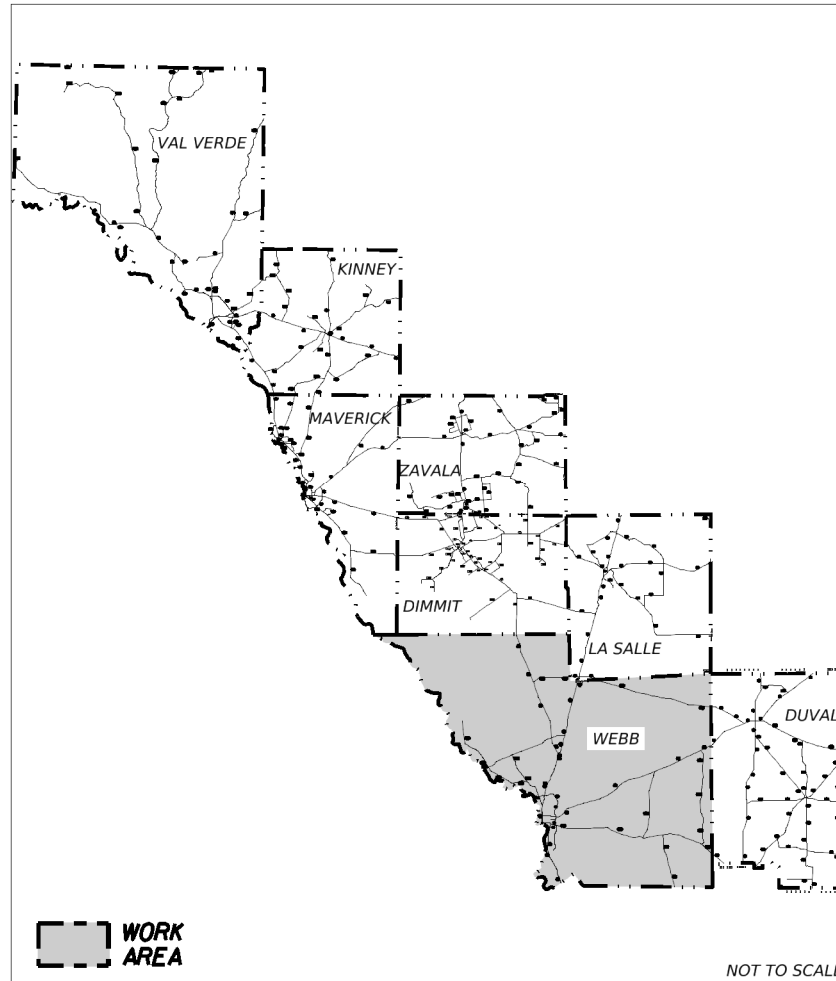 VAL VERDE
KINNEY
MAVERICK
ZAVALA
DIMMIT
LA SALLE
WEBB
DUVAL
WORK
AREA
NOT TO SCALE